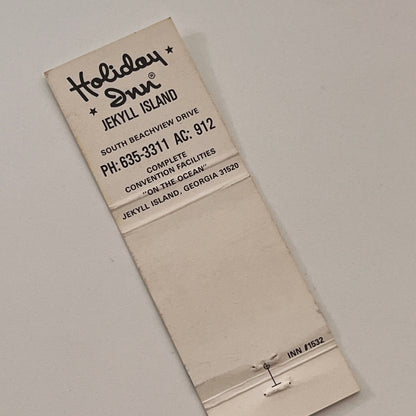 Holiday
Inn®
JEKYLL ISLAND
SOUTH BEACHVIEW DRIVE
PH: 635-3311 AC: 912
COMPLETE
CONVENTION FACILITIES
"ON THE OCEAN"
JEKYLL ISLAND, GEORGIA 31520
INN #1532